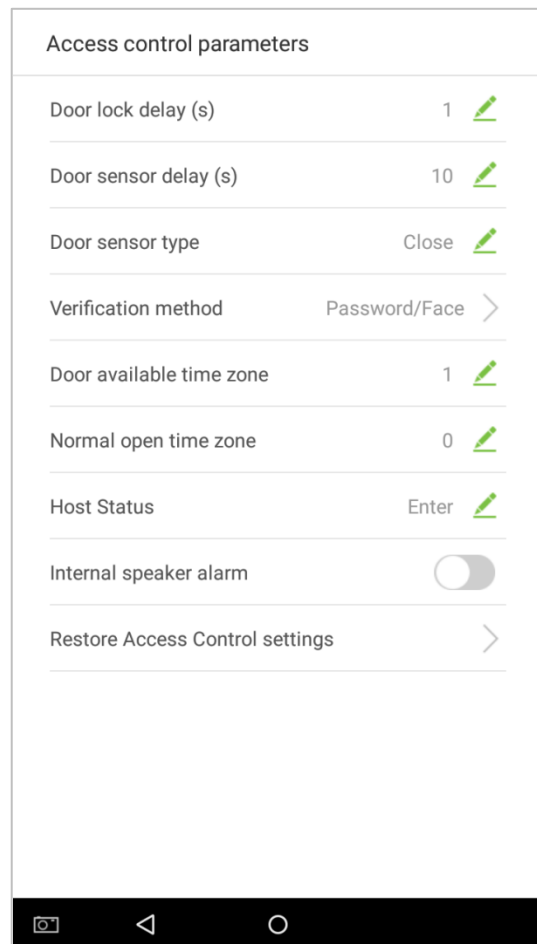 Access control parameters
Door lock delay (s) 1
Door sensor delay (s) 10
Door sensor type Close
Verification method Password/Face
Door available time zone 1
Normal open time zone 0
Host Status Enter
Internal speaker alarm
Restore Access Control settings